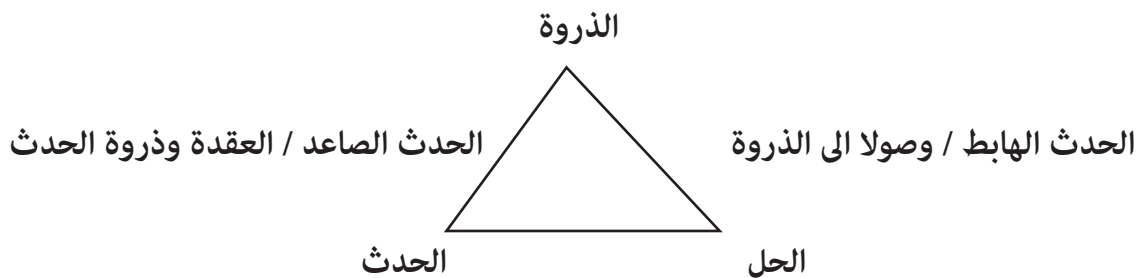 الذروة
الحدث الهابط / وصولا الى الذروة
الحدث الصاعد / العقدة وذروة الحدث
الحل
الحدث